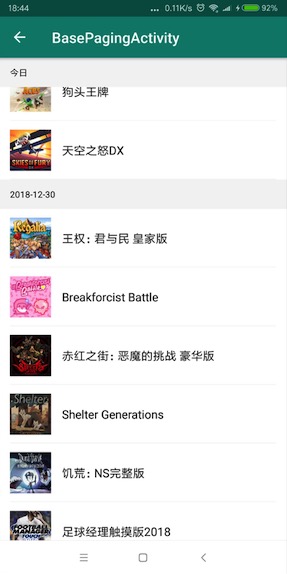 18:44
... 0.11K/s 92%
BasePagingActivity
今日
狗头王牌
天空之怒DX
SKIES OF FURY
2018-12-30
Regalia
王权：君与民 皇家版
Breakforcist Battle
赤红之街：恶魔的挑战 豪华版
Shelter
Shelter Generations
饥荒：NS完整版
FOOTBALL
MANAGER
TOUCH
足球经理触摸版2018